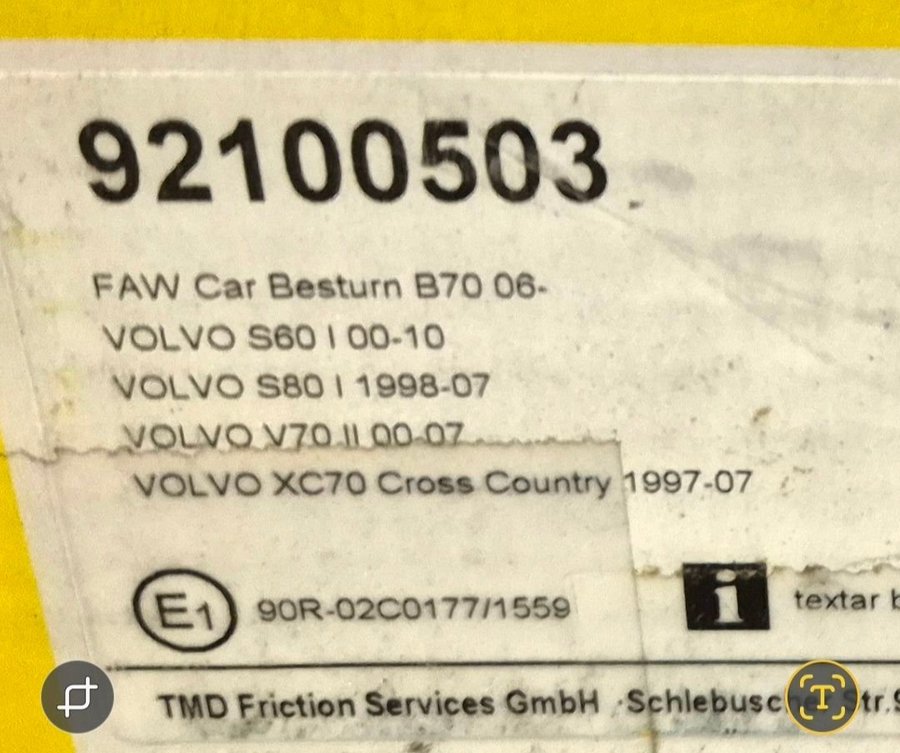 92100503
FAW Car Besturn B70 06-
VOLVO S60 I 00-10
VOLVO S80 I 1998-07
VOLVO V70 II 00-07
VOLVO XC70 Cross Country 1997-07
E1 90R-02C0177/1559
i textar
TMD Friction Services GmbH · Str.